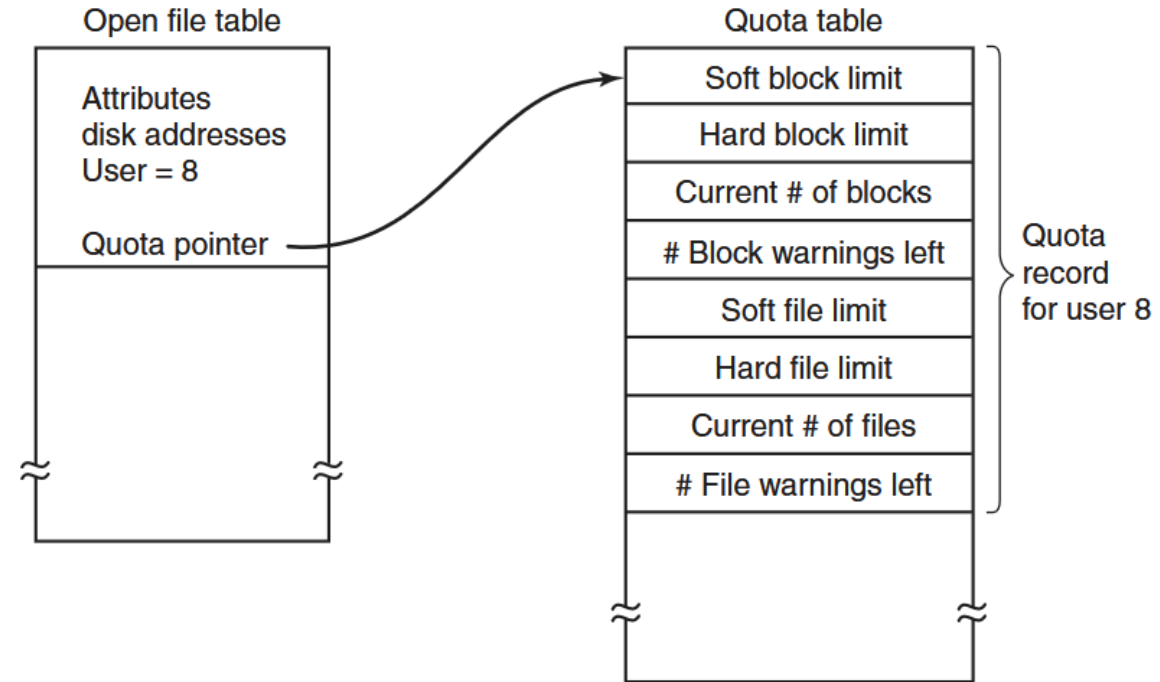 Open file table
Attributes
disk addresses
User = 8
Quota pointer
Quota table
Soft block limit
Hard block limit
Current # of blocks
# Block warnings left
Soft file limit
Hard file limit
Current # of files
# File warnings left
Quota
record
for user 8